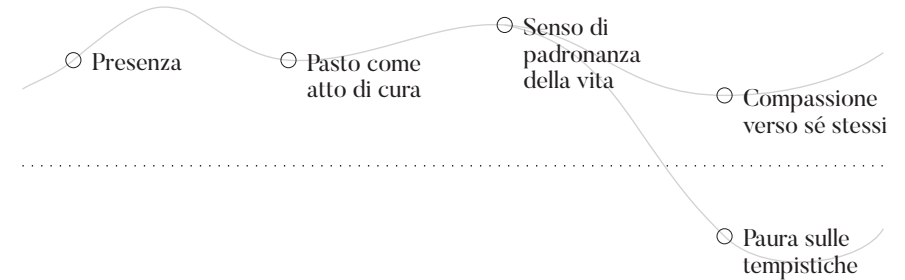 Presenza
Pasto come
atto di cura
Senso di
padronanza
della vita
Compassione
verso sé stessi
Paura sulle
tempistiche